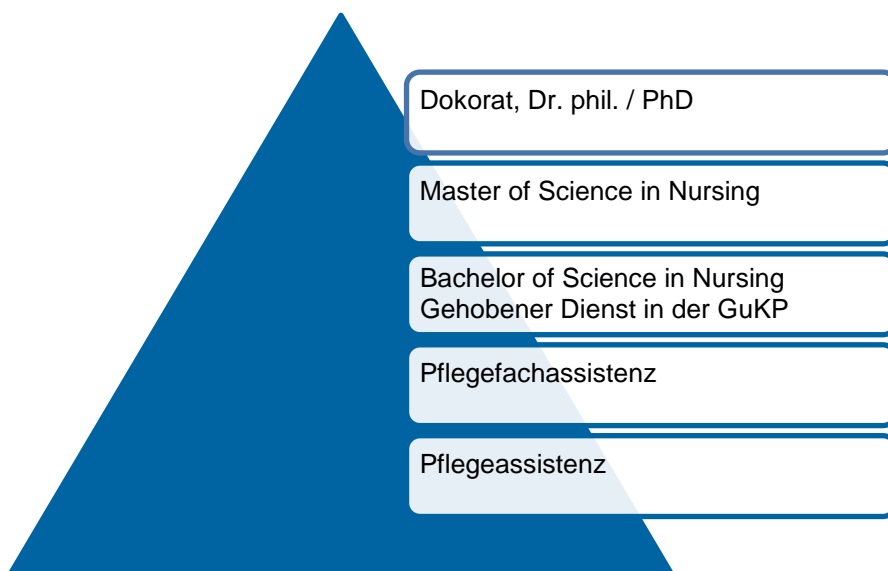 Dokorat, Dr. phil. / PhD
Master of Science in Nursing
Bachelor of Science in Nursing
Gehobener Dienst in der GuKP
Pflegefachassistenz
Pflegeassistenz